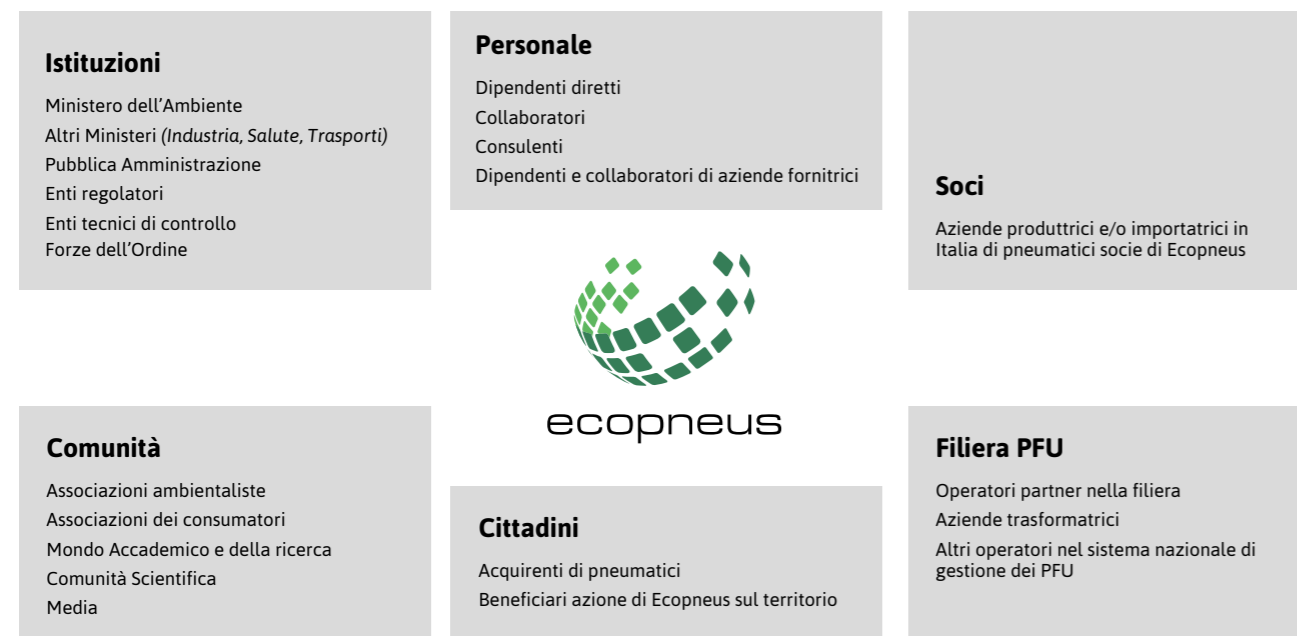 Istituzioni
Ministero dell’Ambiente
Altri Ministeri (Industria, Salute, Trasporti)
Pubblica Amministrazione
Enti regolatori
Enti tecnici di controllo
Forze dell’Ordine
Personale
Dipendenti diretti
Collaboratori
Consulenti
Dipendenti e collaboratori di aziende fornitrici
Soci
Aziende produttrici e/o importatrici in
Italia di pneumatici socie di Ecopneus
ecopneus
Comunità
Associazioni ambientaliste
Associazioni dei consumatori
Mondo Accademico e della ricerca
Comunità Scientifica
Media
Cittadini
Acquirenti di pneumatici
Beneficiari azione di Ecopneus sul territorio
Filiera PFU
Operatori partner nella filiera
Aziende trasformatrici
Altri operatori nel sistema nazionale di
gestione dei PFU